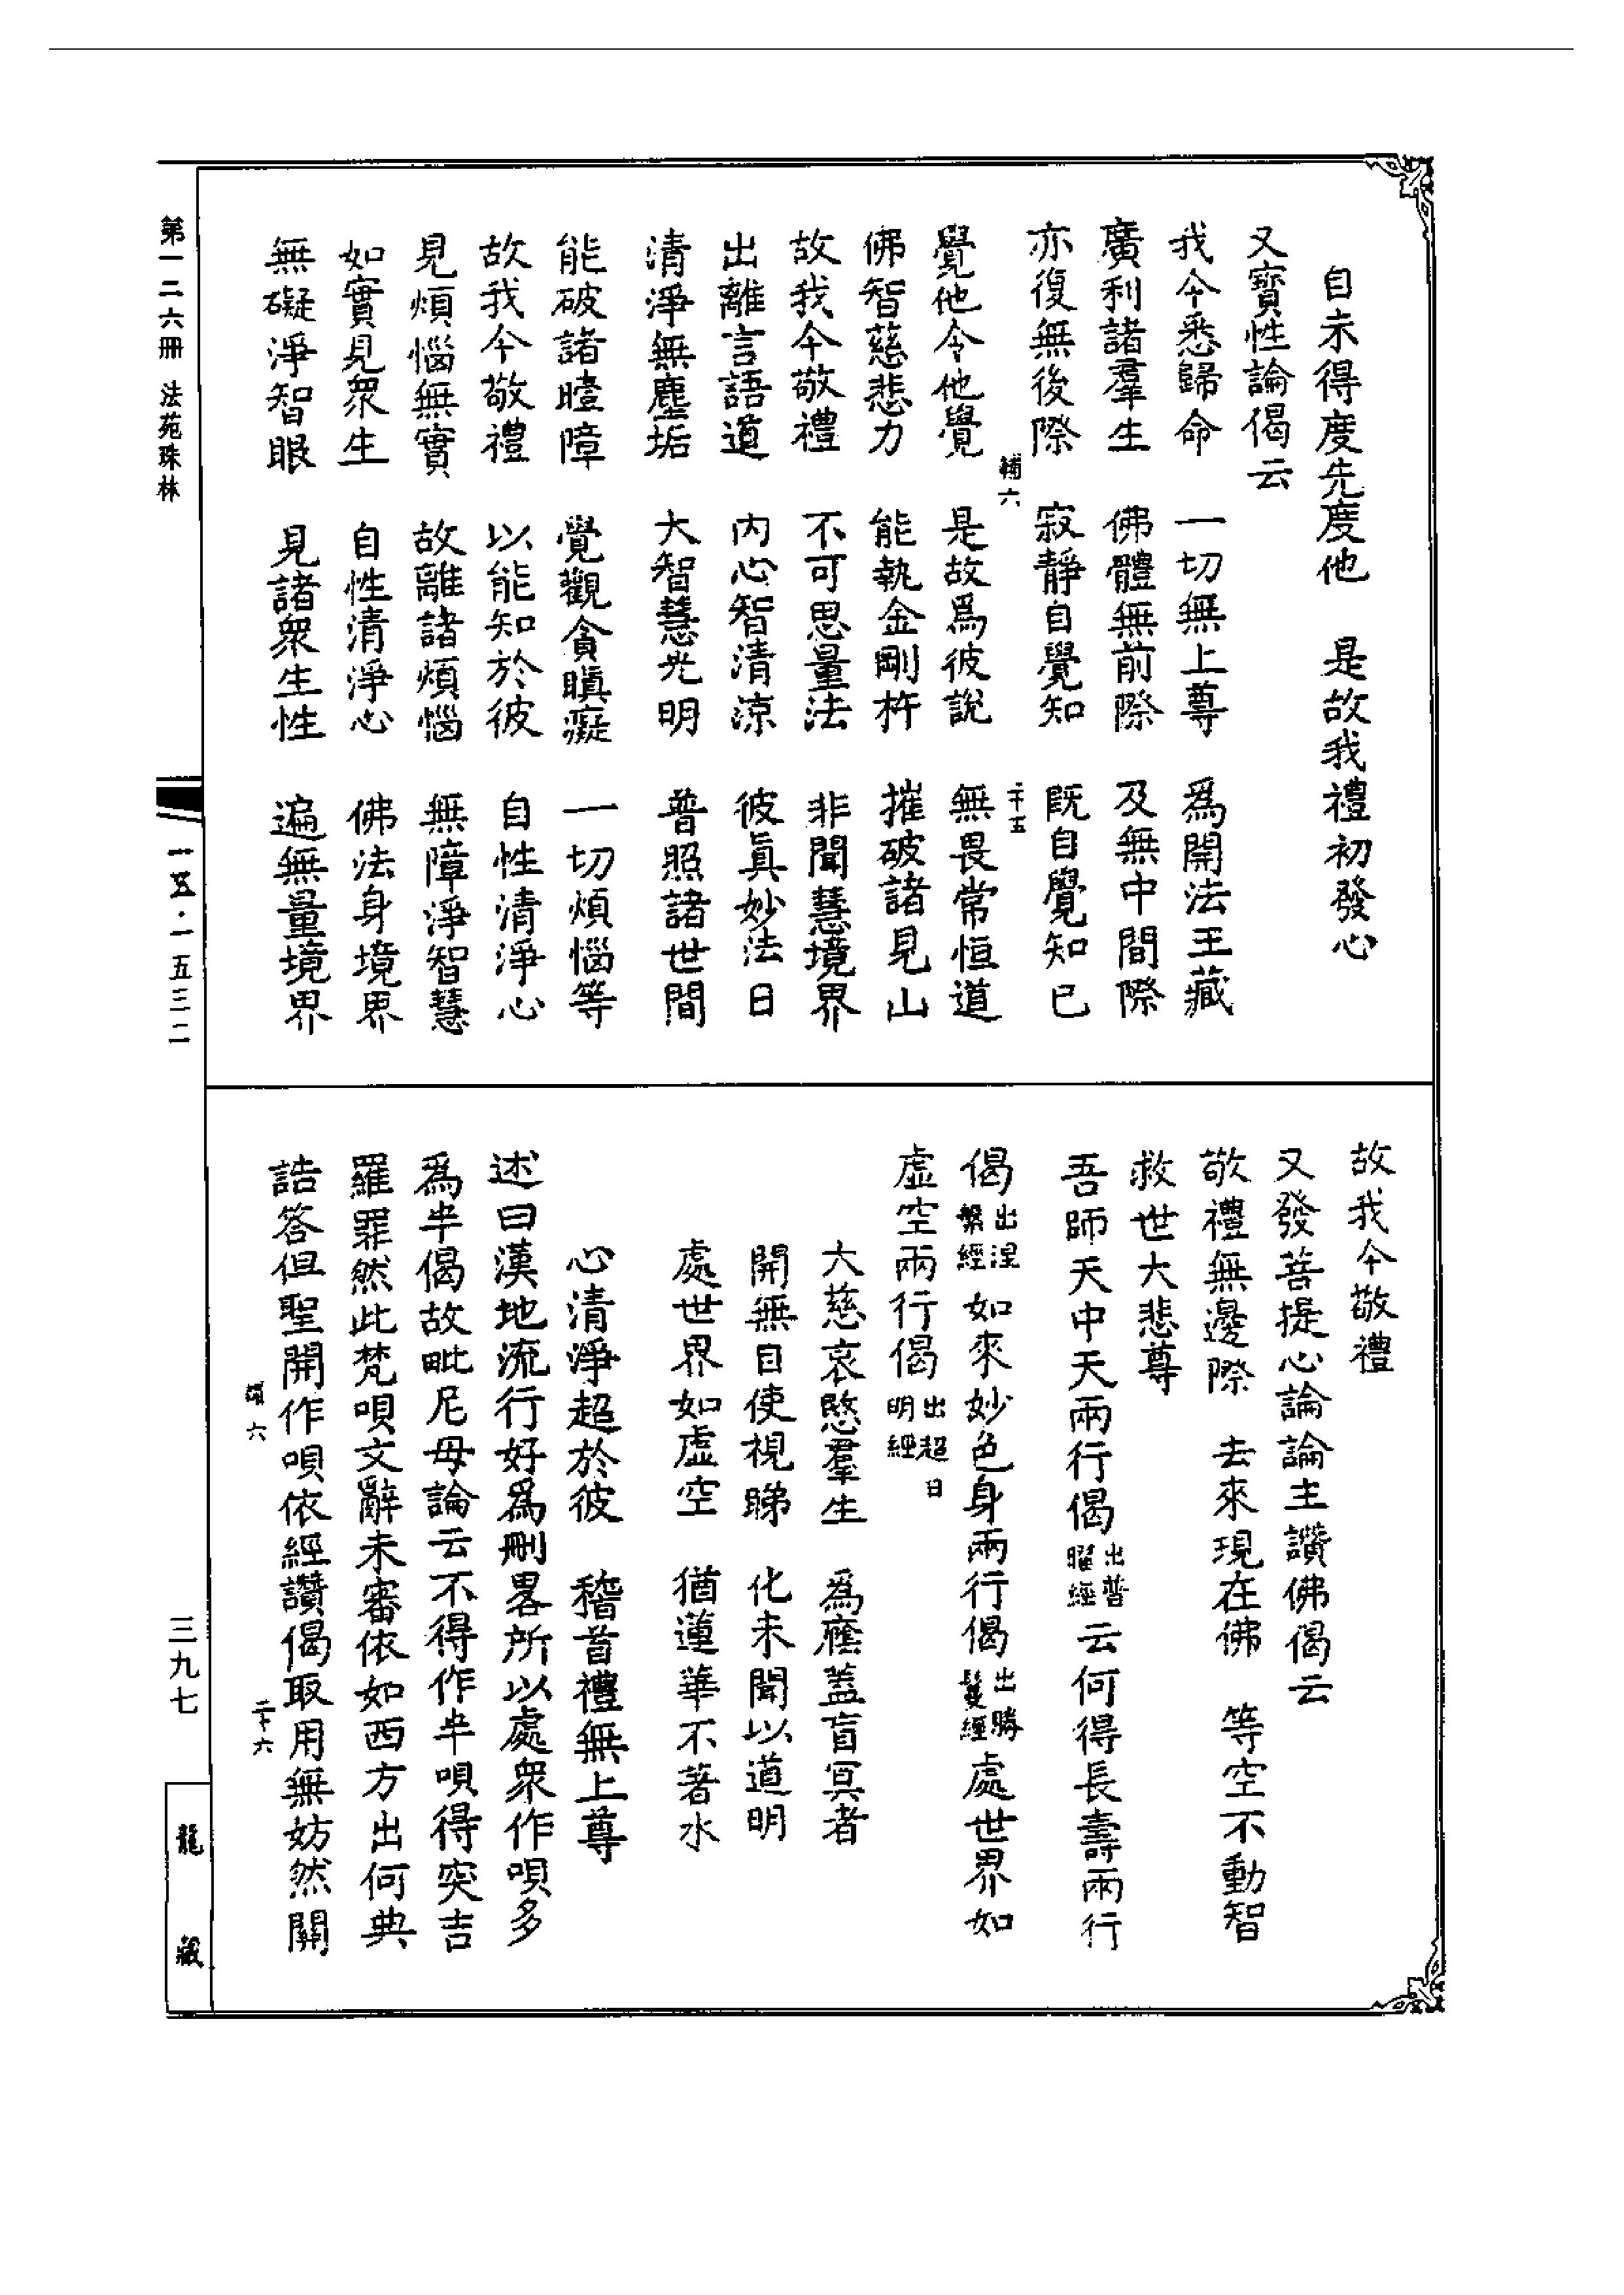 自未得度先度他　是故我禮初發心
又寳性論偈云
我今悉歸命　一切無上尊　爲開法王藏
廣利諸羣生　佛體無前際　及無中間際
亦復無後際　寂靜自覺知　既自覺知已
輔六　二十五
覺他令他覺　是故爲彼說　無畏常恒道
佛智慈悲力　能執金剛杵　摧破諸見山
故我今敬禮　不可思量法　非聞慧境界
出離言語道　内心智清涼　彼眞妙法日
清淨無塵垢　大智慧光明　普照諸世間
能破諸曀障　覺觀貪瞋癡　一切煩惱等
故我今敬禮　以能知於彼　自性清淨心
見煩惱無實　故離諸煩惱　無障淨智慧
如實見眾生　自性清淨心　佛法身境界
無礙淨智眼　見諸眾生性　遍無量境界
故我今敬禮
又發菩提心論論主讚佛偈云
敬禮無邊際　去來現在佛　等空不動智
救世大悲尊
吾師天中天兩行偈出普曜經云何得長壽兩行
偈出涅槃經如來妙色身兩行偈出勝鬘經處世界如
虛空兩行偈出超日明經
大慈哀愍羣生　爲癊蓋盲冥者
開無目使視睇　化未聞以道明
處世界如虛空　猶蓮華不著水
心清淨超於彼　稽首禮無上尊
述曰漢地流行好爲刪畧所以處眾作唄多
爲半偈故毗尼母論云不得作半唄得突吉
羅罪然此梵唄文辭未審依如西方出何典
誥答但聖開作唄依經讚偈取用無妨然關
六　二十六
第一二六冊　法苑珠林
一五·一五三二
三九七
龍藏